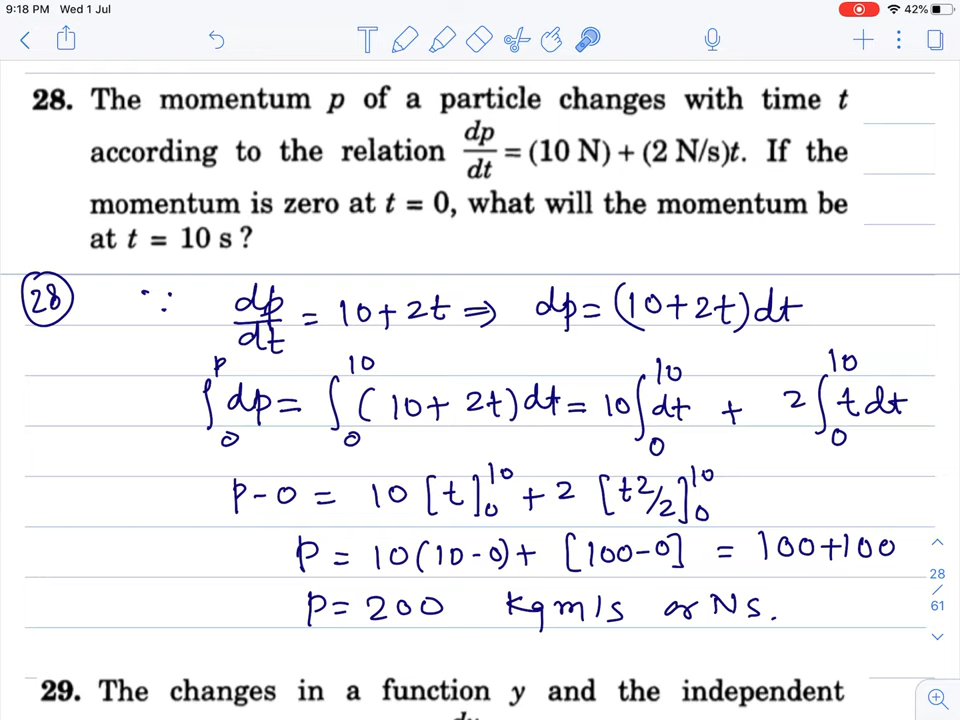 9:18 PM Wed 1 Jul 42%
T
28. The momentum p of a particle changes with time t
according to the relation dp/dt = (10 N) + (2 N/s)t. If the
momentum is zero at t = 0, what will the momentum be
at t = 10 s ?
28 ∵ dp/dt = 10 + 2t ⇒ dp = (10 + 2t) dt
∫₀ᵖ dp = ∫₀¹⁰ (10 + 2t) dt = 10 ∫₀¹⁰ dt + 2 ∫₀¹⁰ t dt
P - 0 = 10 [t]₀¹⁰ + 2 [t²/2]₀¹⁰
P = 10 (10 - 0) + [100 - 0] = 100 + 100
P = 200 kg m/s or NS.
28
/
61
29. The changes in a function y and the independent